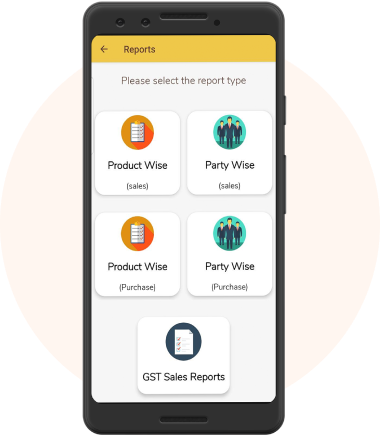 Reports
Please select the report type
Product Wise
(sales)
Party Wise
(sales)
Product Wise
(Purchase)
Party Wise
(Purchase)
GST Sales Reports